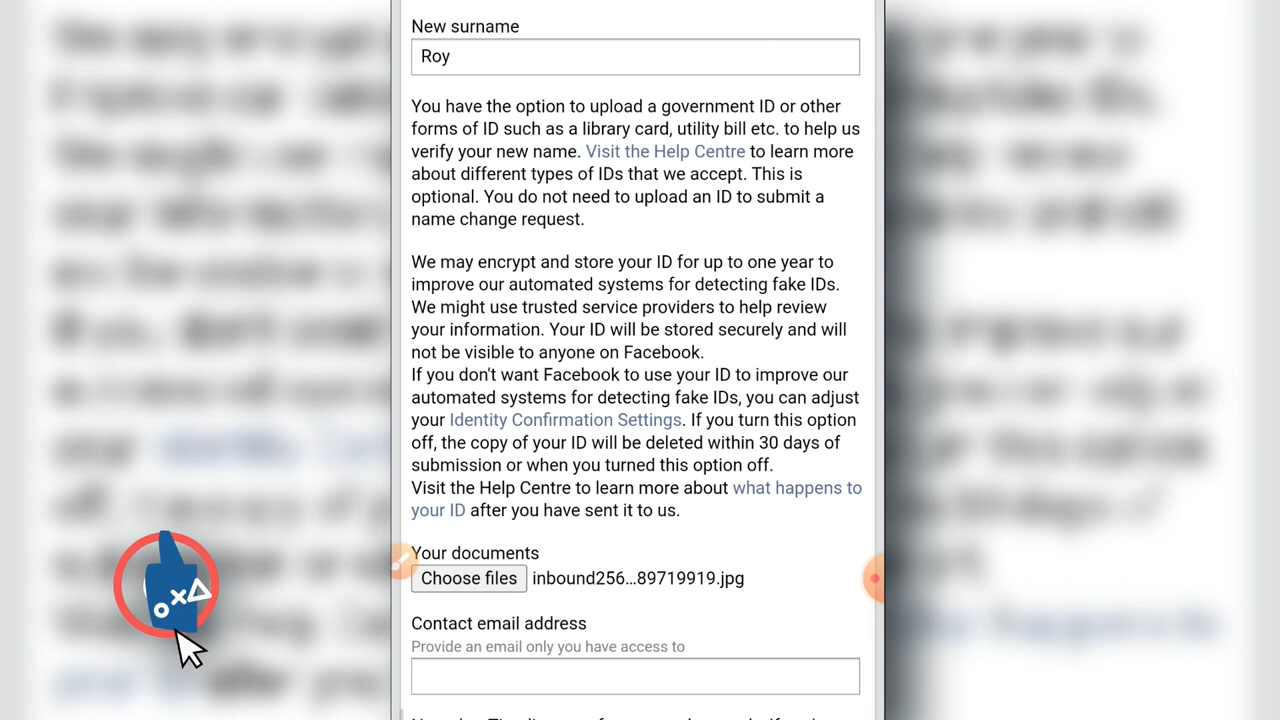 New surname
Roy
You have the option to upload a government ID or other
forms of ID such as a library card, utility bill etc. to help us
verify your new name. Visit the Help Centre to learn more
about different types of IDs that we accept. This is
optional. You do not need to upload an ID to submit a
name change request.
We may encrypt and store your ID for up to one year to
improve our automated systems for detecting fake IDs.
We might use trusted service providers to help review
your information. Your ID will be stored securely and will
not be visible to anyone on Facebook.
If you don't want Facebook to use your ID to improve our
automated systems for detecting fake IDs, you can adjust
your Identity Confirmation Settings. If you turn this option
off, the copy of your ID will be deleted within 30 days of
submission or when you turned this option off.
Visit the Help Centre to learn more about what happens to
your ID after you have sent it to us.
Your documents
Choose files inbound256...89719919.jpg
Contact email address
Provide an email only you have access to